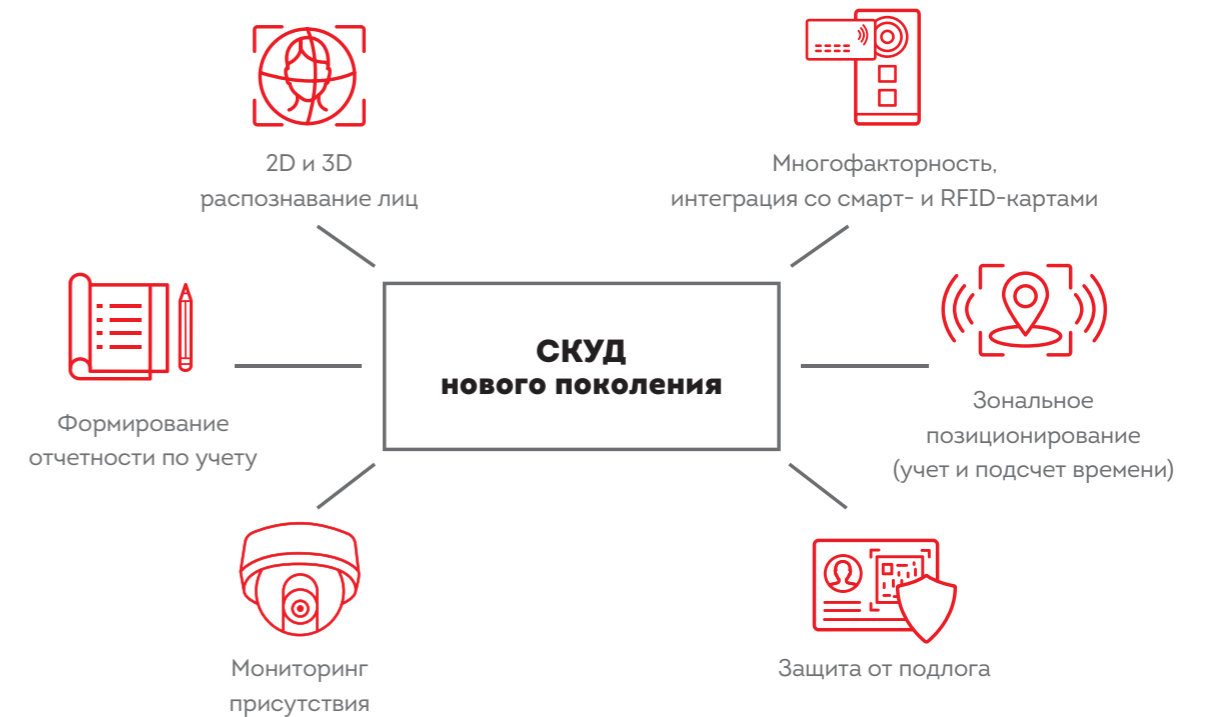 2D и 3D
распознавание лиц
Многофакторность,
интеграция со смарт- и RFID-картами
СКУД
нового поколения
Формирование
отчетности по учету
Зональное
позиционирование
(учет и подсчет времени)
Мониторинг
присутствия
Защита от подлога